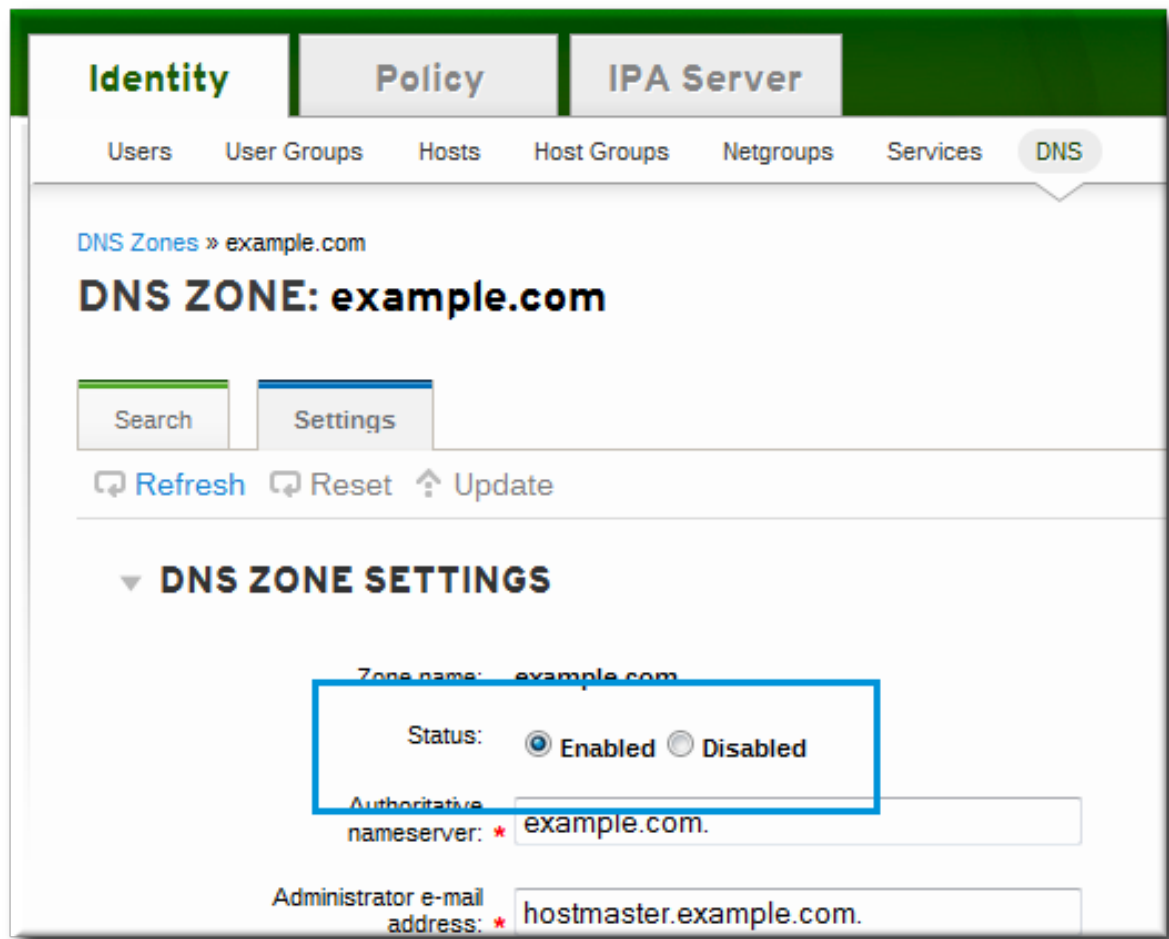 Identity Policy IPA Server
Users User Groups Hosts Host Groups Netgroups Services DNS
DNS Zones » example.com
DNS ZONE: example.com
Search Settings
Refresh Reset Update
DNS ZONE SETTINGS
Zone name: example.com
Status: Enabled Disabled
Authoritative
nameserver: * example.com.
Administrator e-mail
address: * hostmaster.example.com.